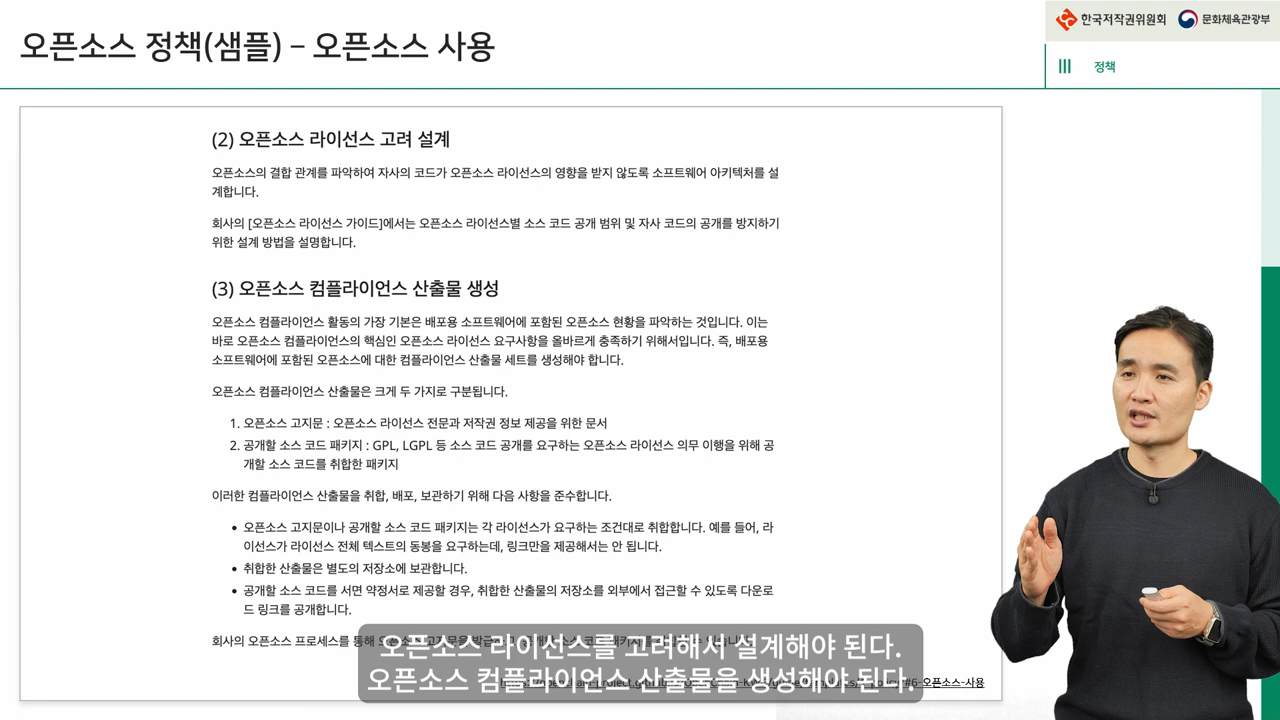 오픈소스 정책(샘플) – 오픈소스 사용
한국저작권위원회
문화체육관광부
정책
(2) 오픈소스 라이선스 고려 설계
오픈소스의 결합 관계를 파악하여 자사의 코드가 오픈소스 라이선스의 영향을 받지 않도록 소프트웨어 아키텍처를 설
계합니다.
회사의 [오픈소스 라이선스 가이드]에서는 오픈소스 라이선스별 소스 코드 공개 범위 및 자사 코드의 공개를 방지하기
위한 설계 방법을 설명합니다.
(3) 오픈소스 컴플라이언스 산출물 생성
오픈소스 컴플라이언스 활동의 가장 기본은 배포용 소프트웨어에 포함된 오픈소스 현황을 파악하는 것입니다. 이는
바로 오픈소스 컴플라이언스의 핵심인 오픈소스 라이선스 요구사항을 올바르게 충족하기 위해서입니다. 즉, 배포용
소프트웨어에 포함된 오픈소스에 대한 컴플라이언스 산출물 세트를 생성해야 합니다.
오픈소스 컴플라이언스 산출물은 크게 두 가지로 구분됩니다.
1. 오픈소스 고지문 : 오픈소스 라이선스 전문과 저작권 정보 제공을 위한 문서
2. 공개할 소스 코드 패키지 : GPL, LGPL 등 소스 코드 공개를 요구하는 오픈소스 라이선스 의무 이행을 위해 공
개할 소스 코드를 취합한 패키지
이러한 컴플라이언스 산출물을 취합, 배포, 보관하기 위해 다음 사항을 준수합니다.
• 오픈소스 고지문이나 공개할 소스 코드 패키지는 각 라이선스가 요구하는 조건대로 취합합니다. 예를 들어, 라
이선스가 라이선스 전체 텍스트의 동봉을 요구하는데, 링크만을 제공해서는 안 됩니다.
• 취합한 산출물은 별도의 저장소에 보관합니다.
• 공개할 소스 코드를 서면 약정서로 제공할 경우, 취합한 산출물의 저장소를 외부에서 접근할 수 있도록 다운로
드 링크를 공개합니다.
회사의 오픈소스 프로세스를 통해
오픈소스 라이선스를 고려해서 설계해야 된다.
오픈소스 컴플라이언스 산출물을 생성해야 된다.
#6-오픈소스-사용